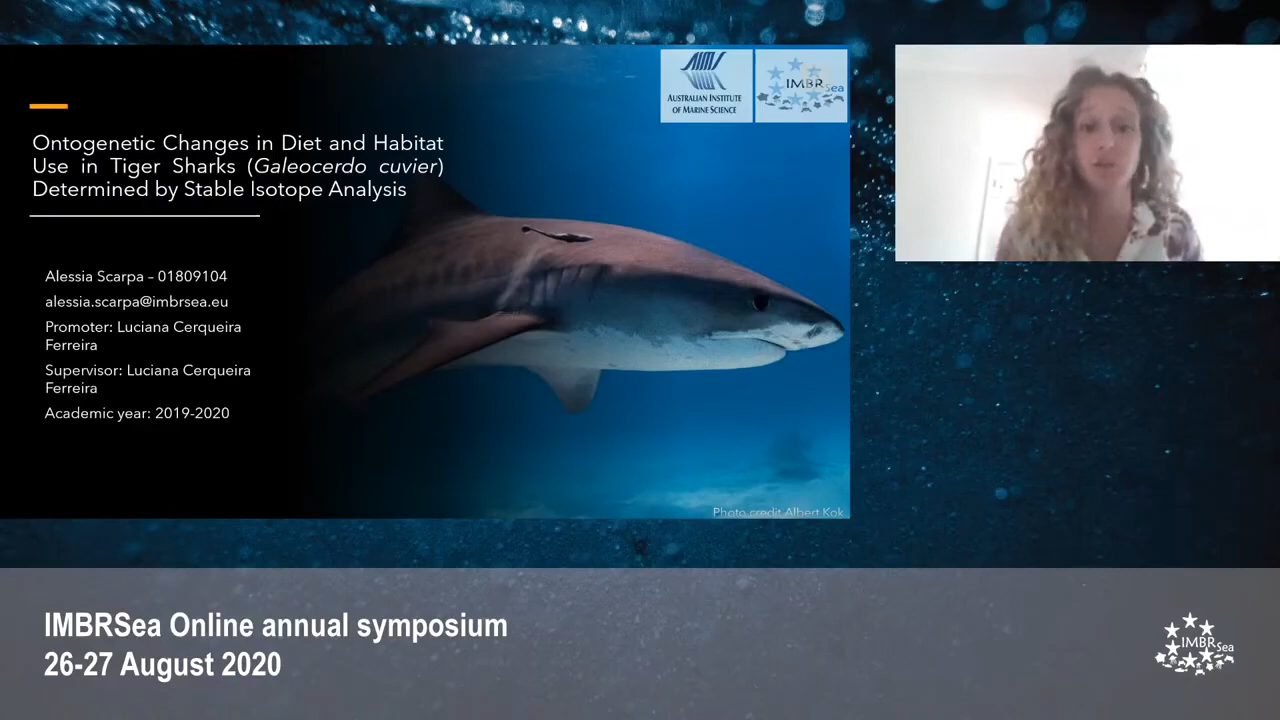 AIMS
AUSTRALIAN INSTITUTE
OF MARINE SCIENCE
IMBRSea
Ontogenetic Changes in Diet and Habitat
Use in Tiger Sharks (Galeocerdo cuvier)
Determined by Stable Isotope Analysis
Alessia Scarpa – 01809104
alessia.scarpa@imbrsea.eu
Promoter: Luciana Cerqueira
Ferreira
Supervisor: Luciana Cerqueira
Ferreira
Academic year: 2019-2020
Photo credit Albert Kok
IMBRSea Online annual symposium
26-27 August 2020
IMBRSea